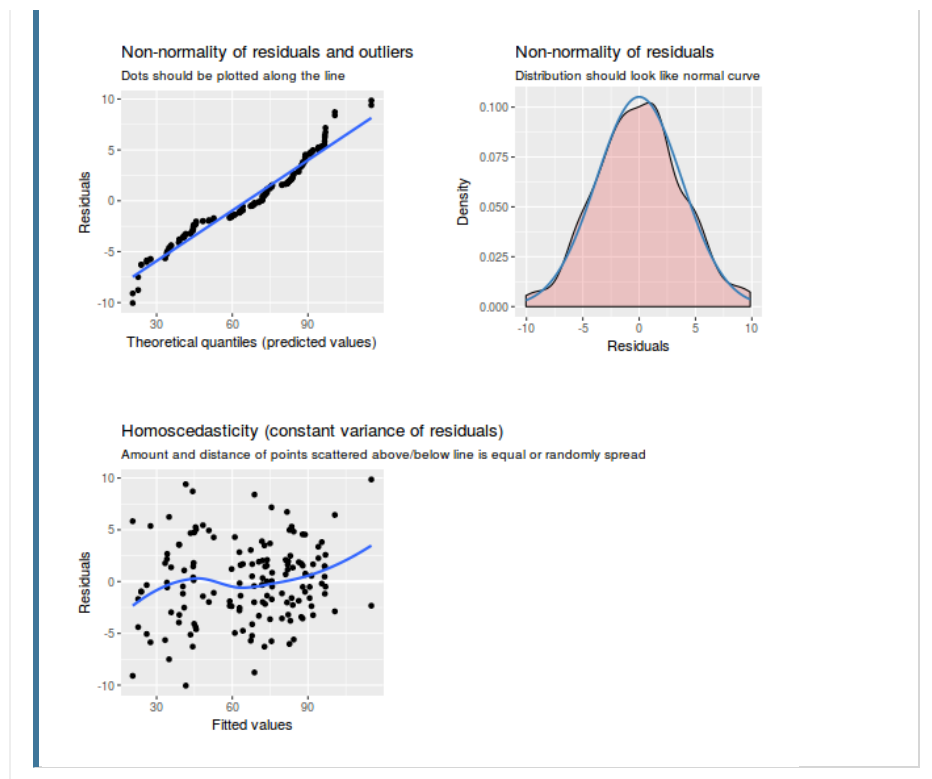 Non-normality of residuals and outliers
Dots should be plotted along the line
10
5
0
-5
-10
Residuals
30 60 90
Theoretical quantiles (predicted values)
Non-normality of residuals
Distribution should look like normal curve
0.100
0.075
0.050
0.025
0.000
Density
-10 -5 0 5 10
Residuals
Homoscedasticity (constant variance of residuals)
Amount and distance of points scattered above/below line is equal or randomly spread
10
5
0
-5
-10
Residuals
30 60 90
Fitted values